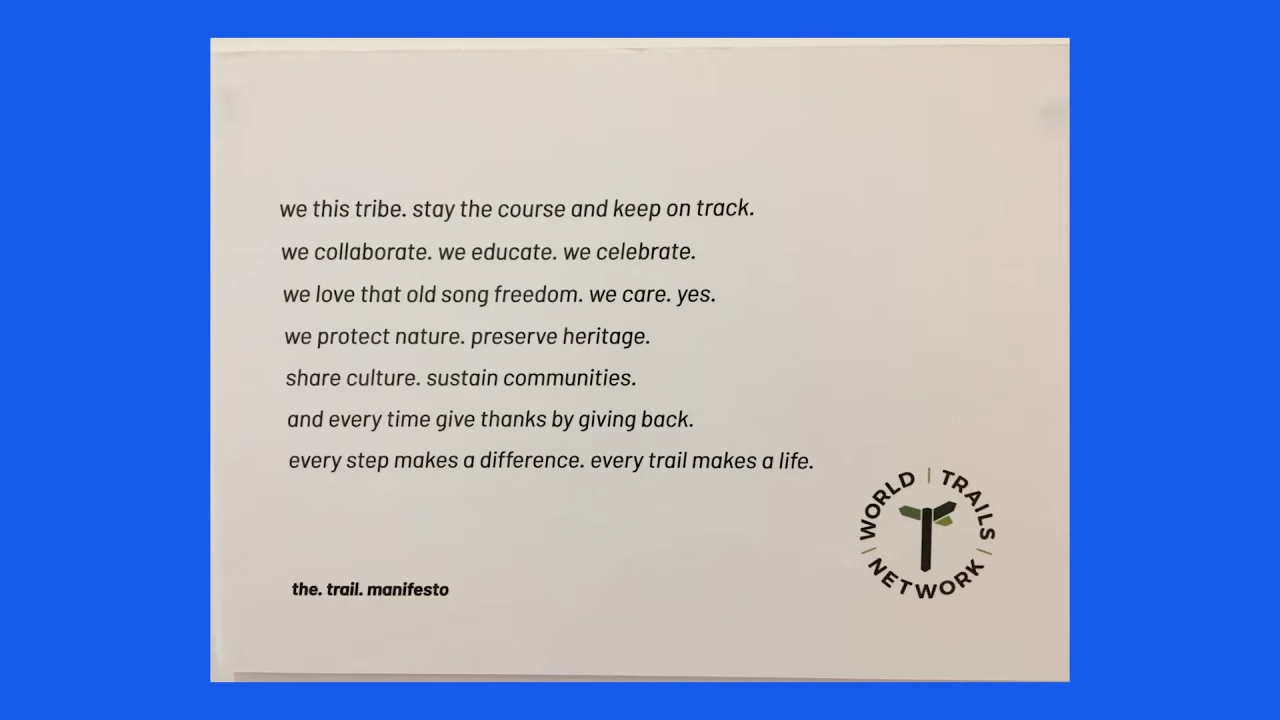 we this tribe. stay the course and keep on track.
we collaborate. we educate. we celebrate.
we love that old song freedom. we care. yes.
we protect nature. preserve heritage.
share culture. sustain communities.
and every time give thanks by giving back.
every step makes a difference. every trail makes a life.
WORLD | TRAILS | NETWORK |
the. trail. manifesto